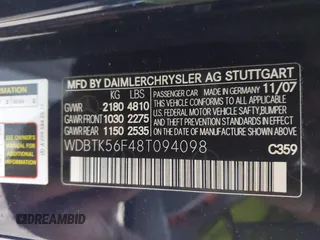 MFD BY DAIMLERCHRYSLER AG STUTTGART
KG LBS
GVWR 2180 4810
GAWR FRONT 1030 2275
GAWR REAR 1150 2535
PASSENGER CAR MADE IN GERMANY 11/07
THIS VEHICLE CONFORMS TO ALL
APPLICABLE U.S. FEDERAL
MOTOR VEHICLE SAFETY,BUMPER
AND THEFT PREVENTION
STANDARDS IN EFFECT ON THE
DATE OF MANUFACTURE SHOWN
ABOVE.
WDBTK56F48T094098
C359
© DREAMBID